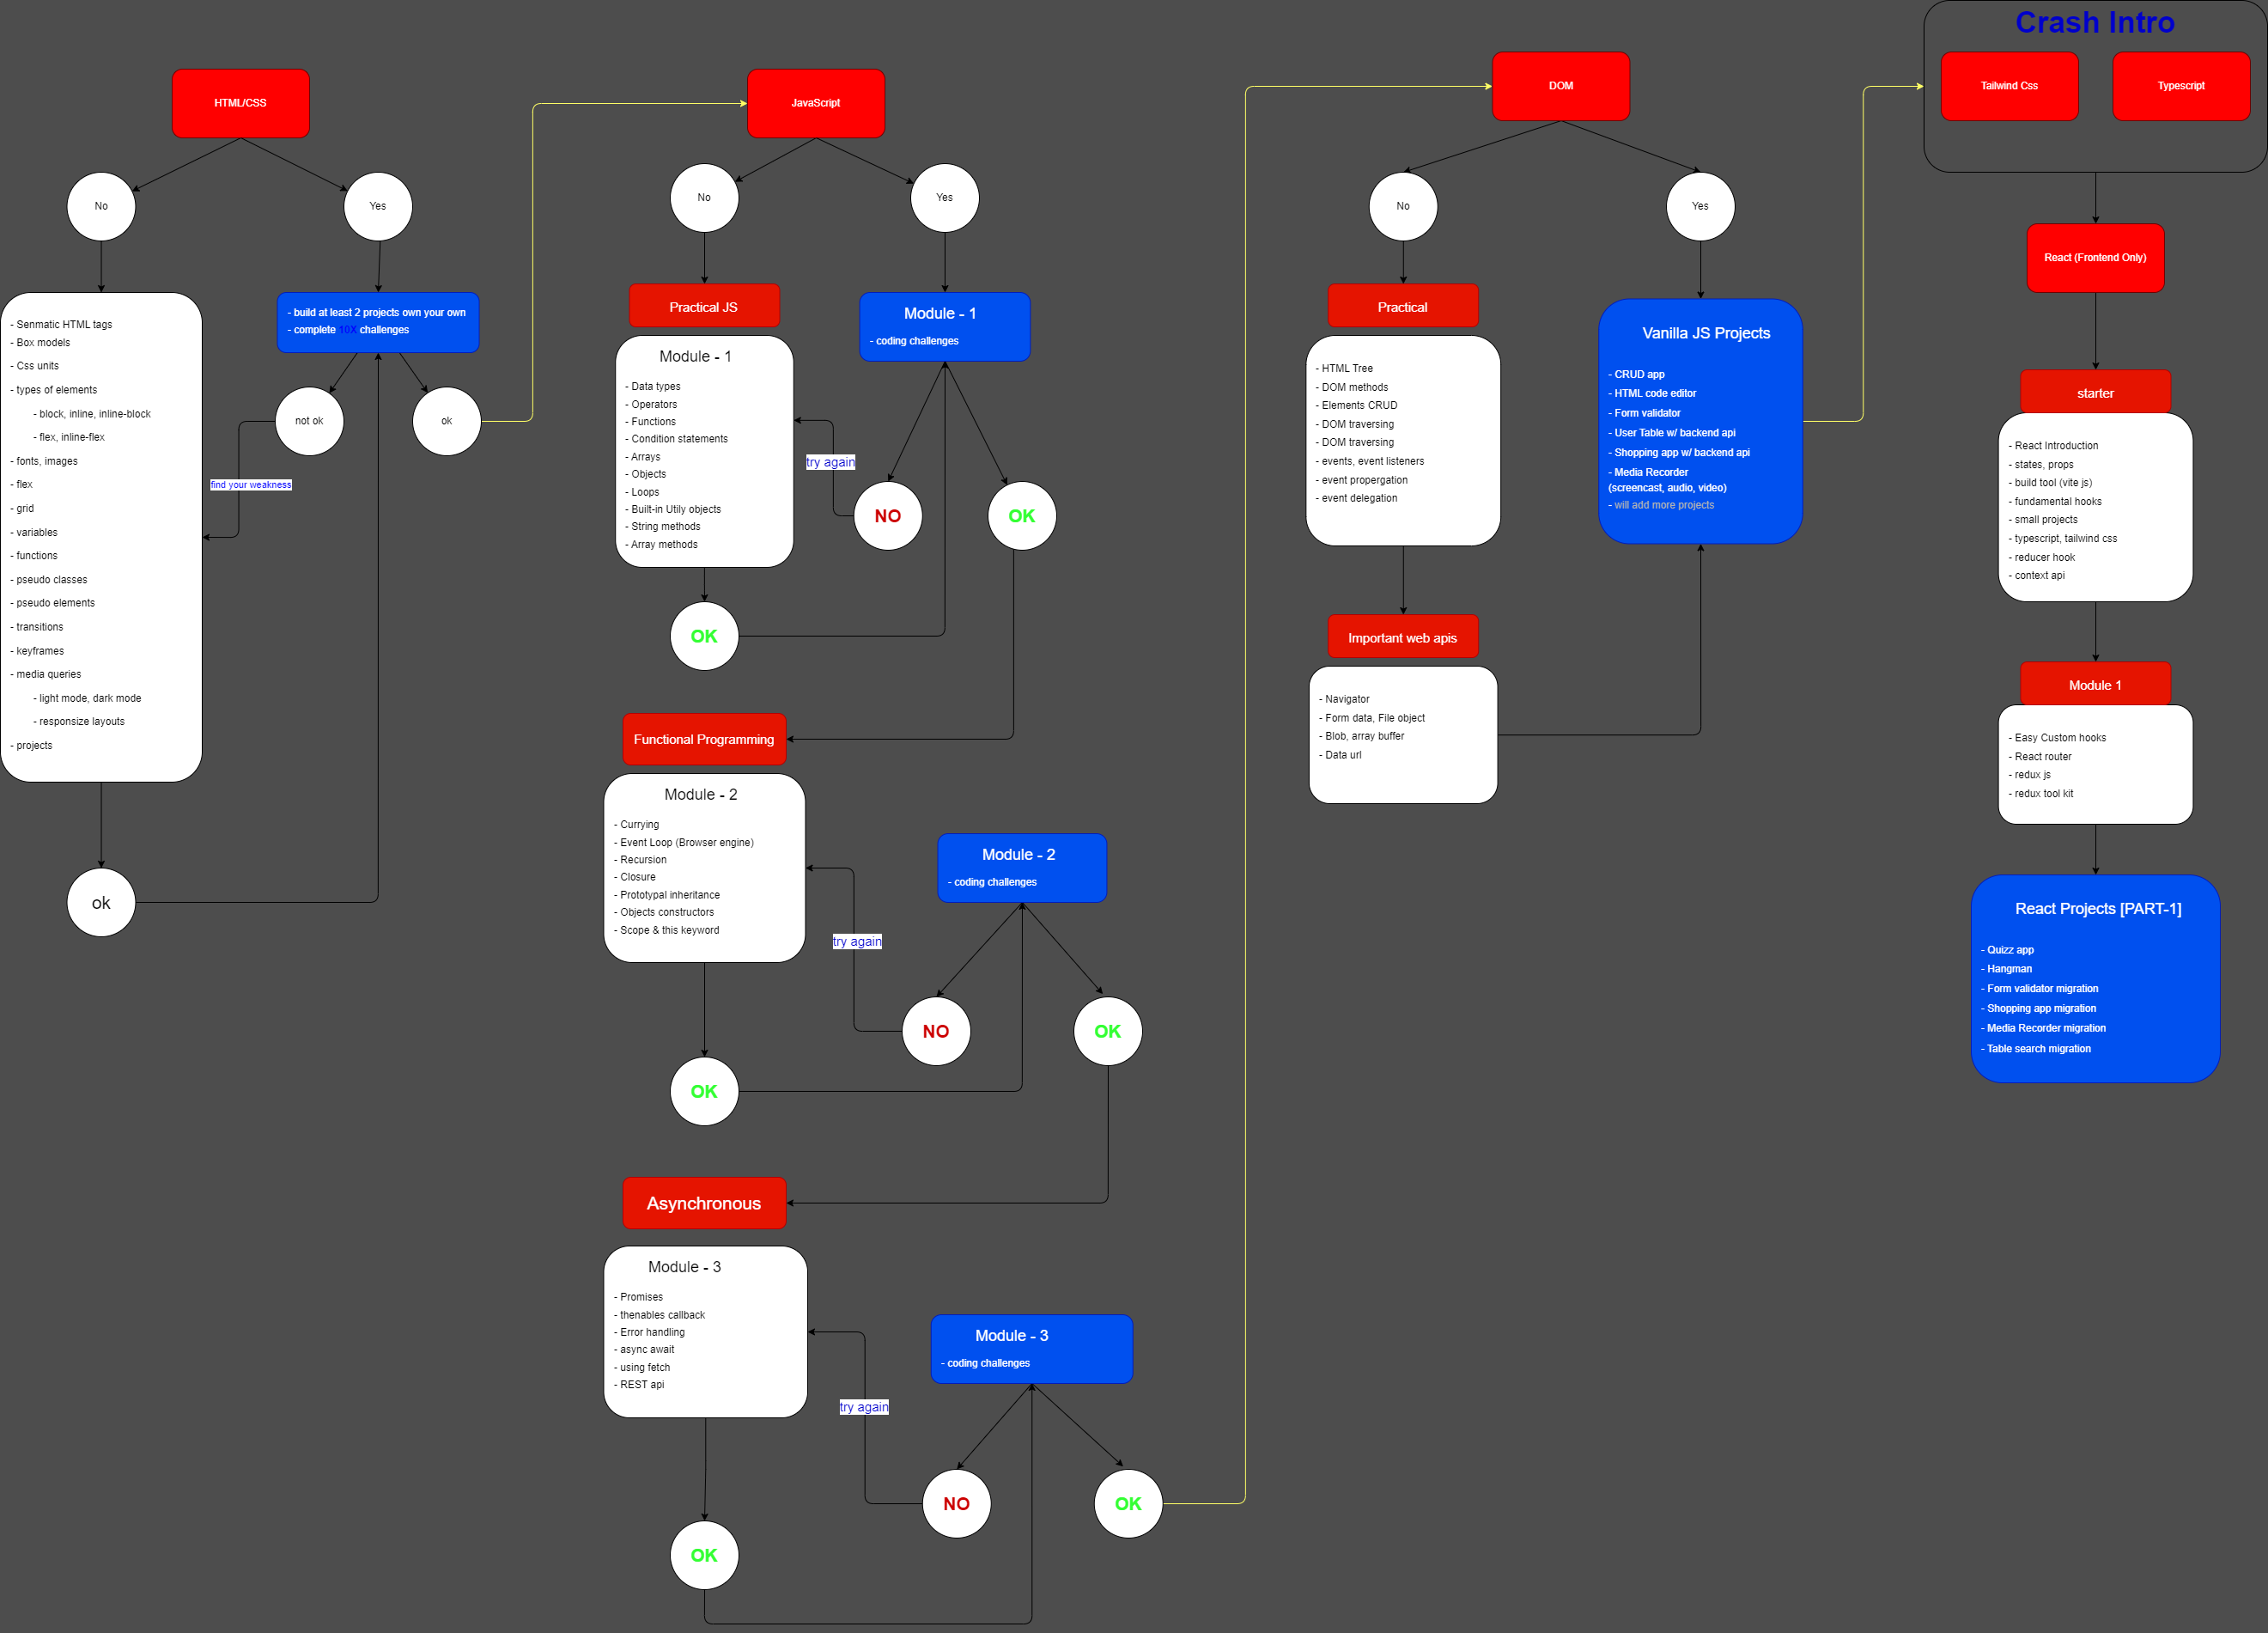 HTML/CSS
No
Yes
- Senmatic HTML tags
- Box models
- Css units
- types of elements
- block, inline, inline-block
- flex, inline-flex
- fonts, images
- flex
- grid
- variables
- functions
- pseudo classes
- pseudo elements
- transitions
- keyframes
- media queries
- light mode, dark mode
- responsize layouts
- projects
ok
- build at least 2 projects own your own
- complete 10X challenges
not ok
ok
find your weakness
JavaScript
No
Yes
Practical JS
Module - 1
- Data types
- Operators
- Functions
- Condition statements
- Arrays
- Objects
- Loops
- Built-in Utily objects
- String methods
- Array methods
OK
Module - 1
- coding challenges
try again
NO
OK
Functional Programming
Module - 2
- Currying
- Event Loop (Browser engine)
- Recursion
- Closure
- Prototypal inheritance
- Objects constructors
- Scope & this keyword
OK
Module - 2
- coding challenges
try again
NO
OK
Asynchronous
Module - 3
- Promises
- thenables callback
- Error handling
- async await
- using fetch
- REST api
OK
Module - 3
- coding challenges
try again
NO
OK
DOM
No
Yes
Practical
- HTML Tree
- DOM methods
- Elements CRUD
- DOM traversing
- DOM traversing
- events, event listeners
- event propergation
- event delegation
Important web apis
- Navigator
- Form data, File object
- Blob, array buffer
- Data url
Vanilla JS Projects
- CRUD app
- HTML code editor
- Form validator
- User Table w/ backend api
- Shopping app w/ backend api
- Media Recorder
(screencast, audio, video)
- will add more projects
Crash Intro
Tailwind Css
Typescript
React (Frontend Only)
starter
- React Introduction
- states, props
- build tool (vite js)
- fundamental hooks
- small projects
- typescript, tailwind css
- reducer hook
- context api
Module 1
- Easy Custom hooks
- React router
- redux js
- redux tool kit
React Projects [PART-1]
- Quizz app
- Hangman
- Form validator migration
- Shopping app migration
- Media Recorder migration
- Table search migration